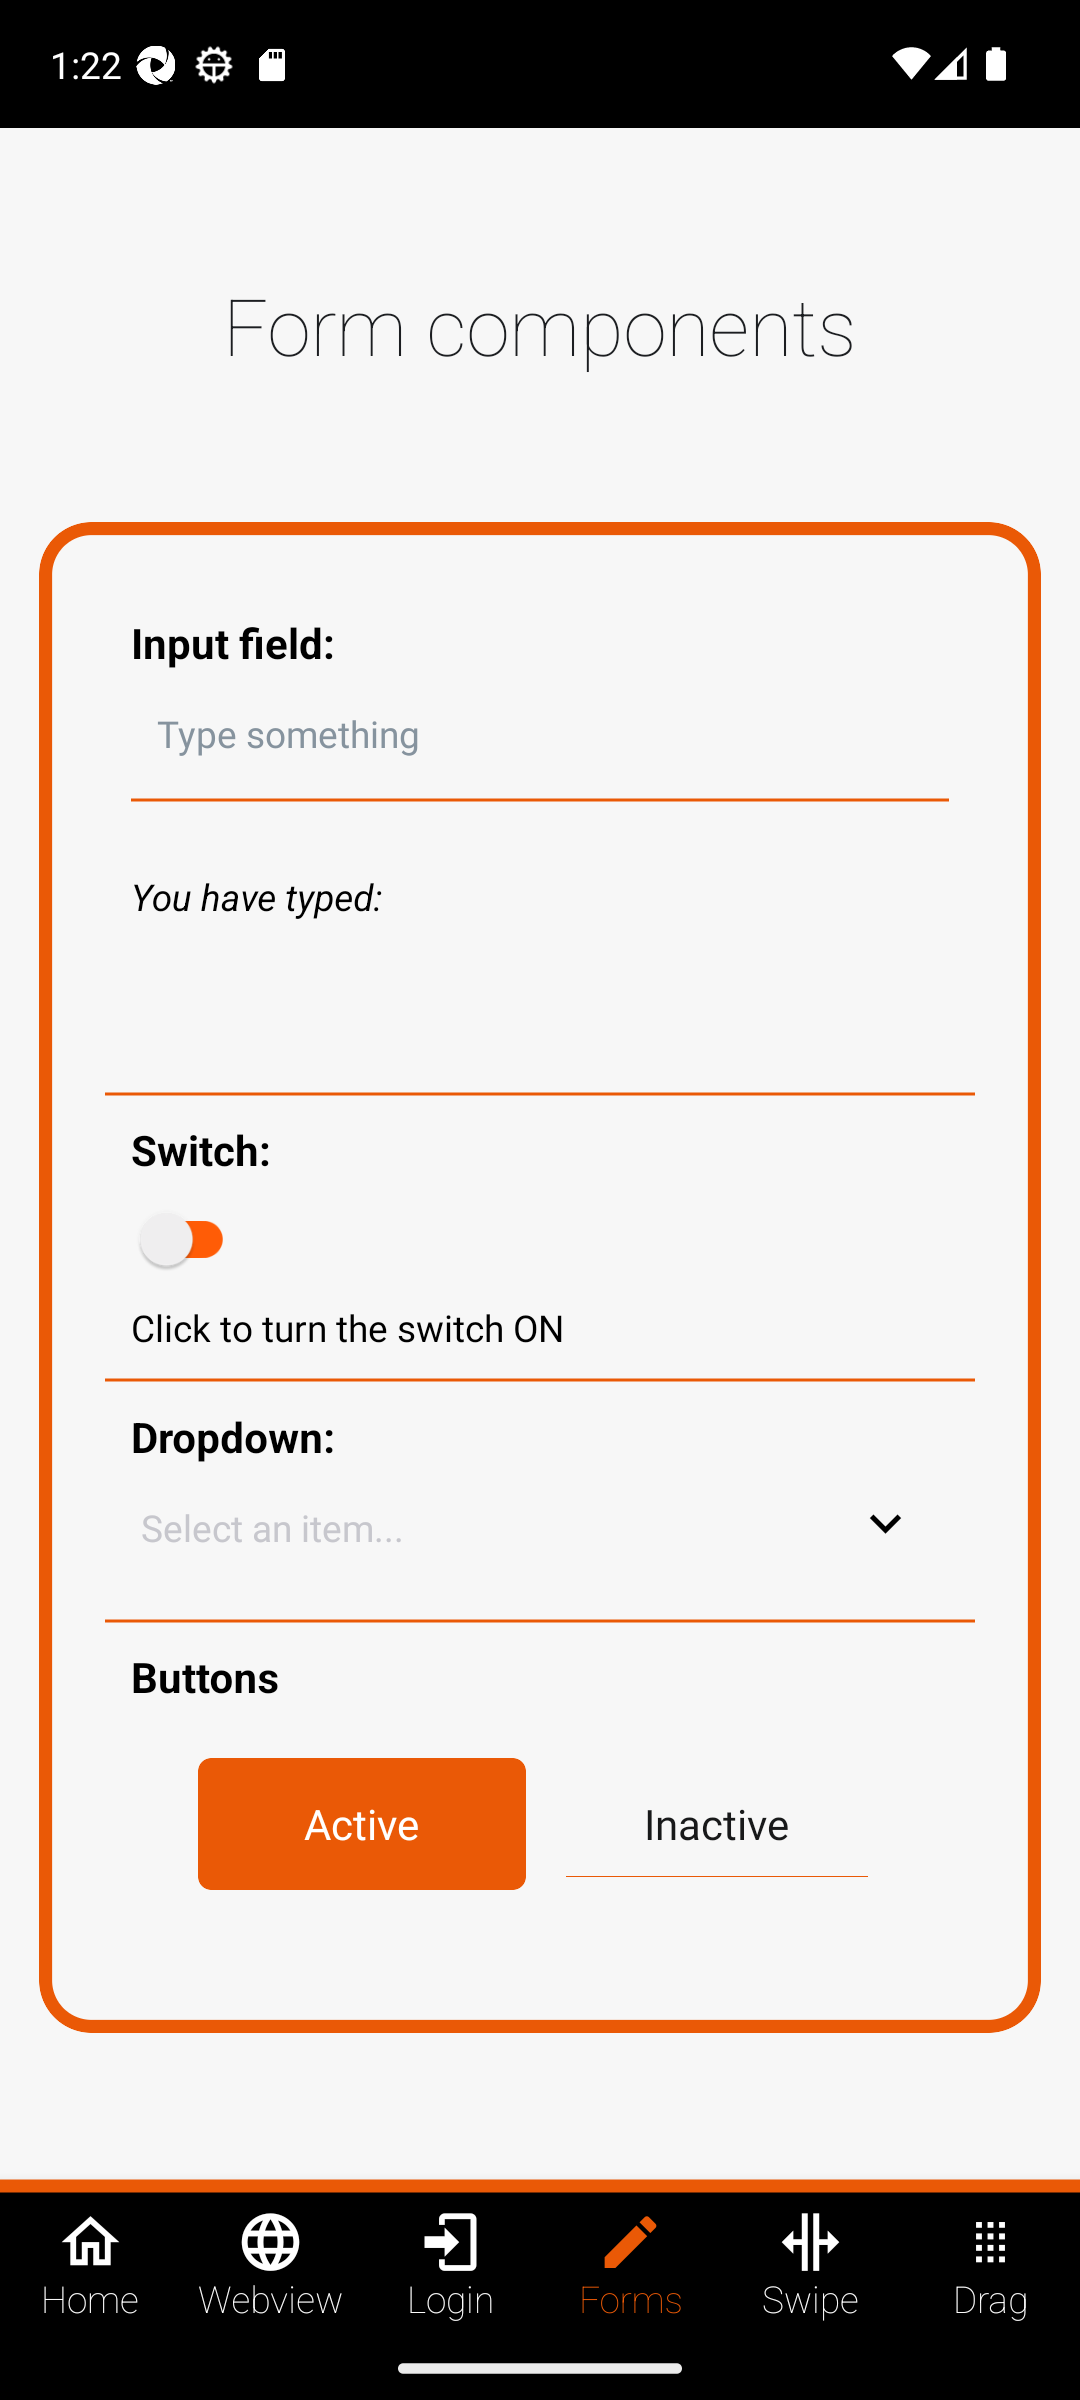 1:22
Form components
Input field:
Type something
You have typed:
Switch:
Click to turn the switch ON
Dropdown:
Select an item...
Buttons
Active Inactive
Home Webview Login Forms Swipe Drag